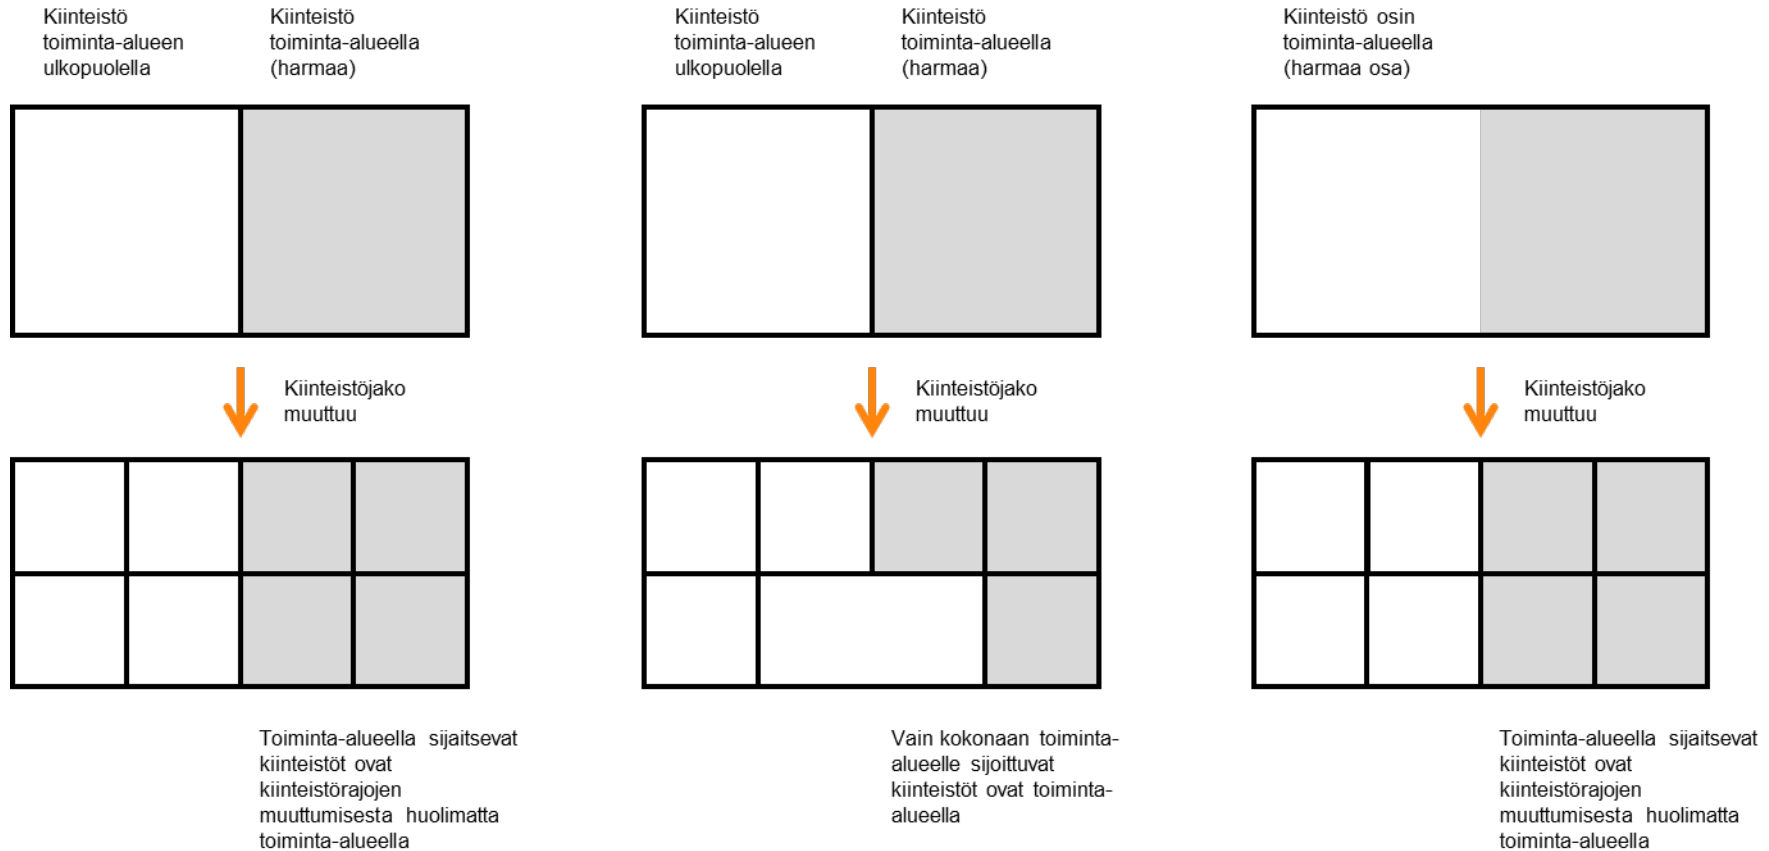 Kiinteistö
toiminta-alueen
ulkopuolella
Kiinteistö
toiminta-alueella
(harmaa)
Kiinteistö
toiminta-alueen
ulkopuolella
Kiinteistö
toiminta-alueella
(harmaa)
Kiinteistö osin
toiminta-alueella
(harmaa osa)
Kiinteistöjako
muuttuu
Kiinteistöjako
muuttuu
Kiinteistöjako
muuttuu
Toiminta-alueella sijaitsevat
kiinteistöt ovat
kiinteistörajojen
muuttumisesta huolimatta
toiminta-alueella
Vain kokonaan toiminta-
alueelle sijoittuvat
kiinteistöt ovat toiminta-
alueella
Toiminta-alueella sijaitsevat
kiinteistöt ovat
kiinteistörajojen
muuttumisesta huolimatta
toiminta-alueella